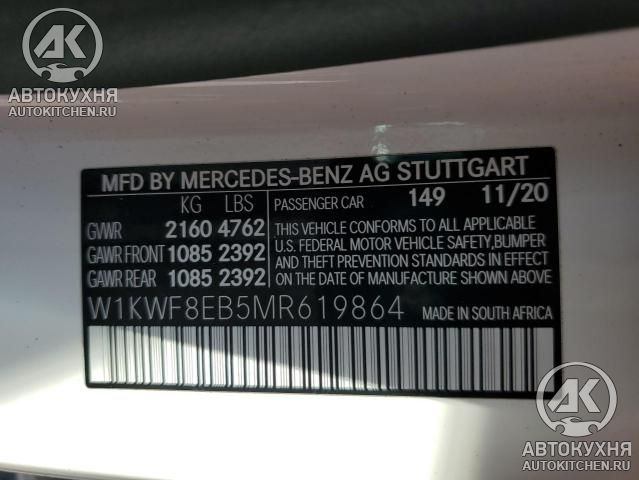 AK
АВТОКУХНЯ
AUTOKITCHEN.RU
MFD BY MERCEDES-BENZ AG STUTTGART
KG LBS PASSENGER CAR 149 11/20
GVWR 2160 4762 THIS VEHICLE CONFORMS TO ALL APPLICABLE
GAWR FRONT 1085 2392 U.S. FEDERAL MOTOR VEHICLE SAFETY,BUMPER
AND THEFT PREVENTION STANDARDS IN EFFECT
GAWR REAR 1085 2392 ON THE DATE OF MANUFACTURE SHOWN ABOVE.
W1KWF8EB5MR619864 MADE IN SOUTH AFRICA
AK
АВТОКУХНЯ
AUTOKITCHEN.RU